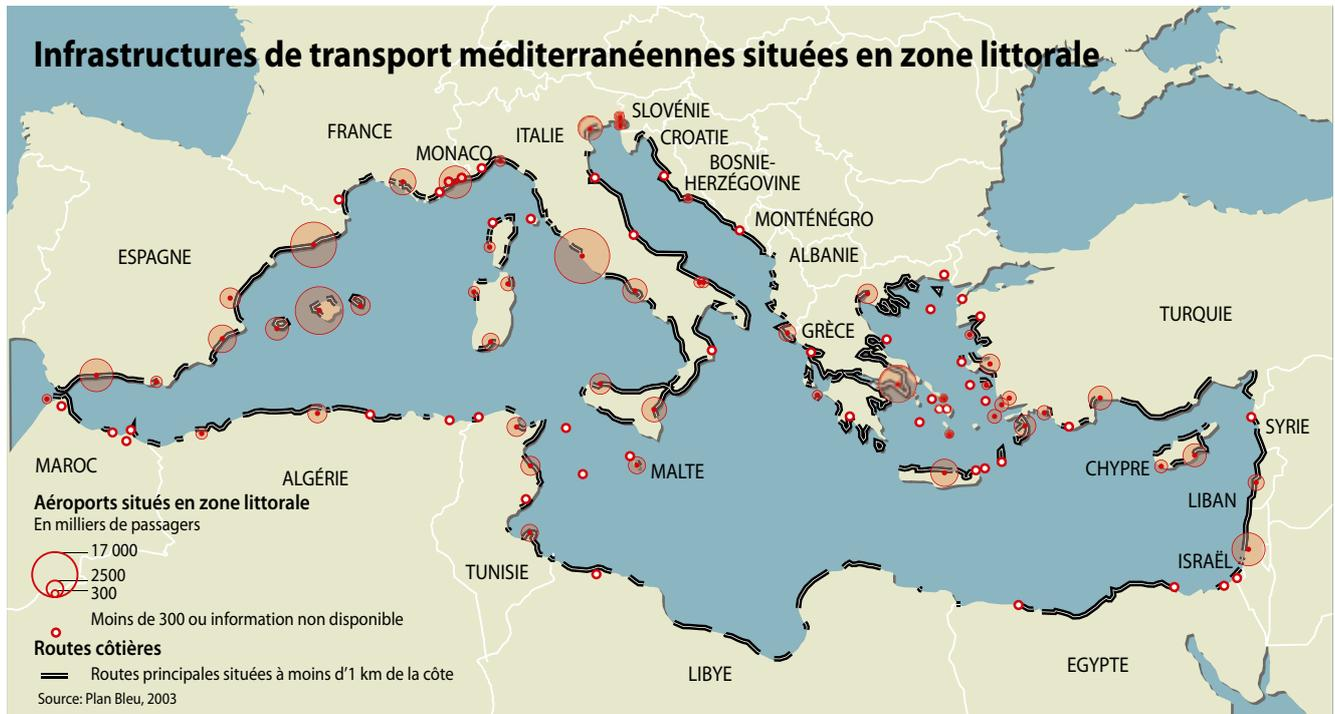 Infrastructures de transport méditerranéennes situées en zone littorale
SLOVÉNIE
FRANCE
ITALIE
CROATIE
MONACO
BOSNIE-
HERZÉGOVINE
MONTÉNÉGRO
ESPAGNE
ALBANIE
TURQUIE
GRÈCE
SYRIE
MAROC
ALGÉRIE
MALTE
CHYPRE
LIBAN
Aéroports situés en zone littorale
En milliers de passagers
17 000
2500
300
ISRAËL
TUNISIE
Moins de 300 ou information non disponible
Routes côtières
Routes principales situées à moins d'1 km de la côte
LIBYE
EGYPTE
Source: Plan Bleu, 2003